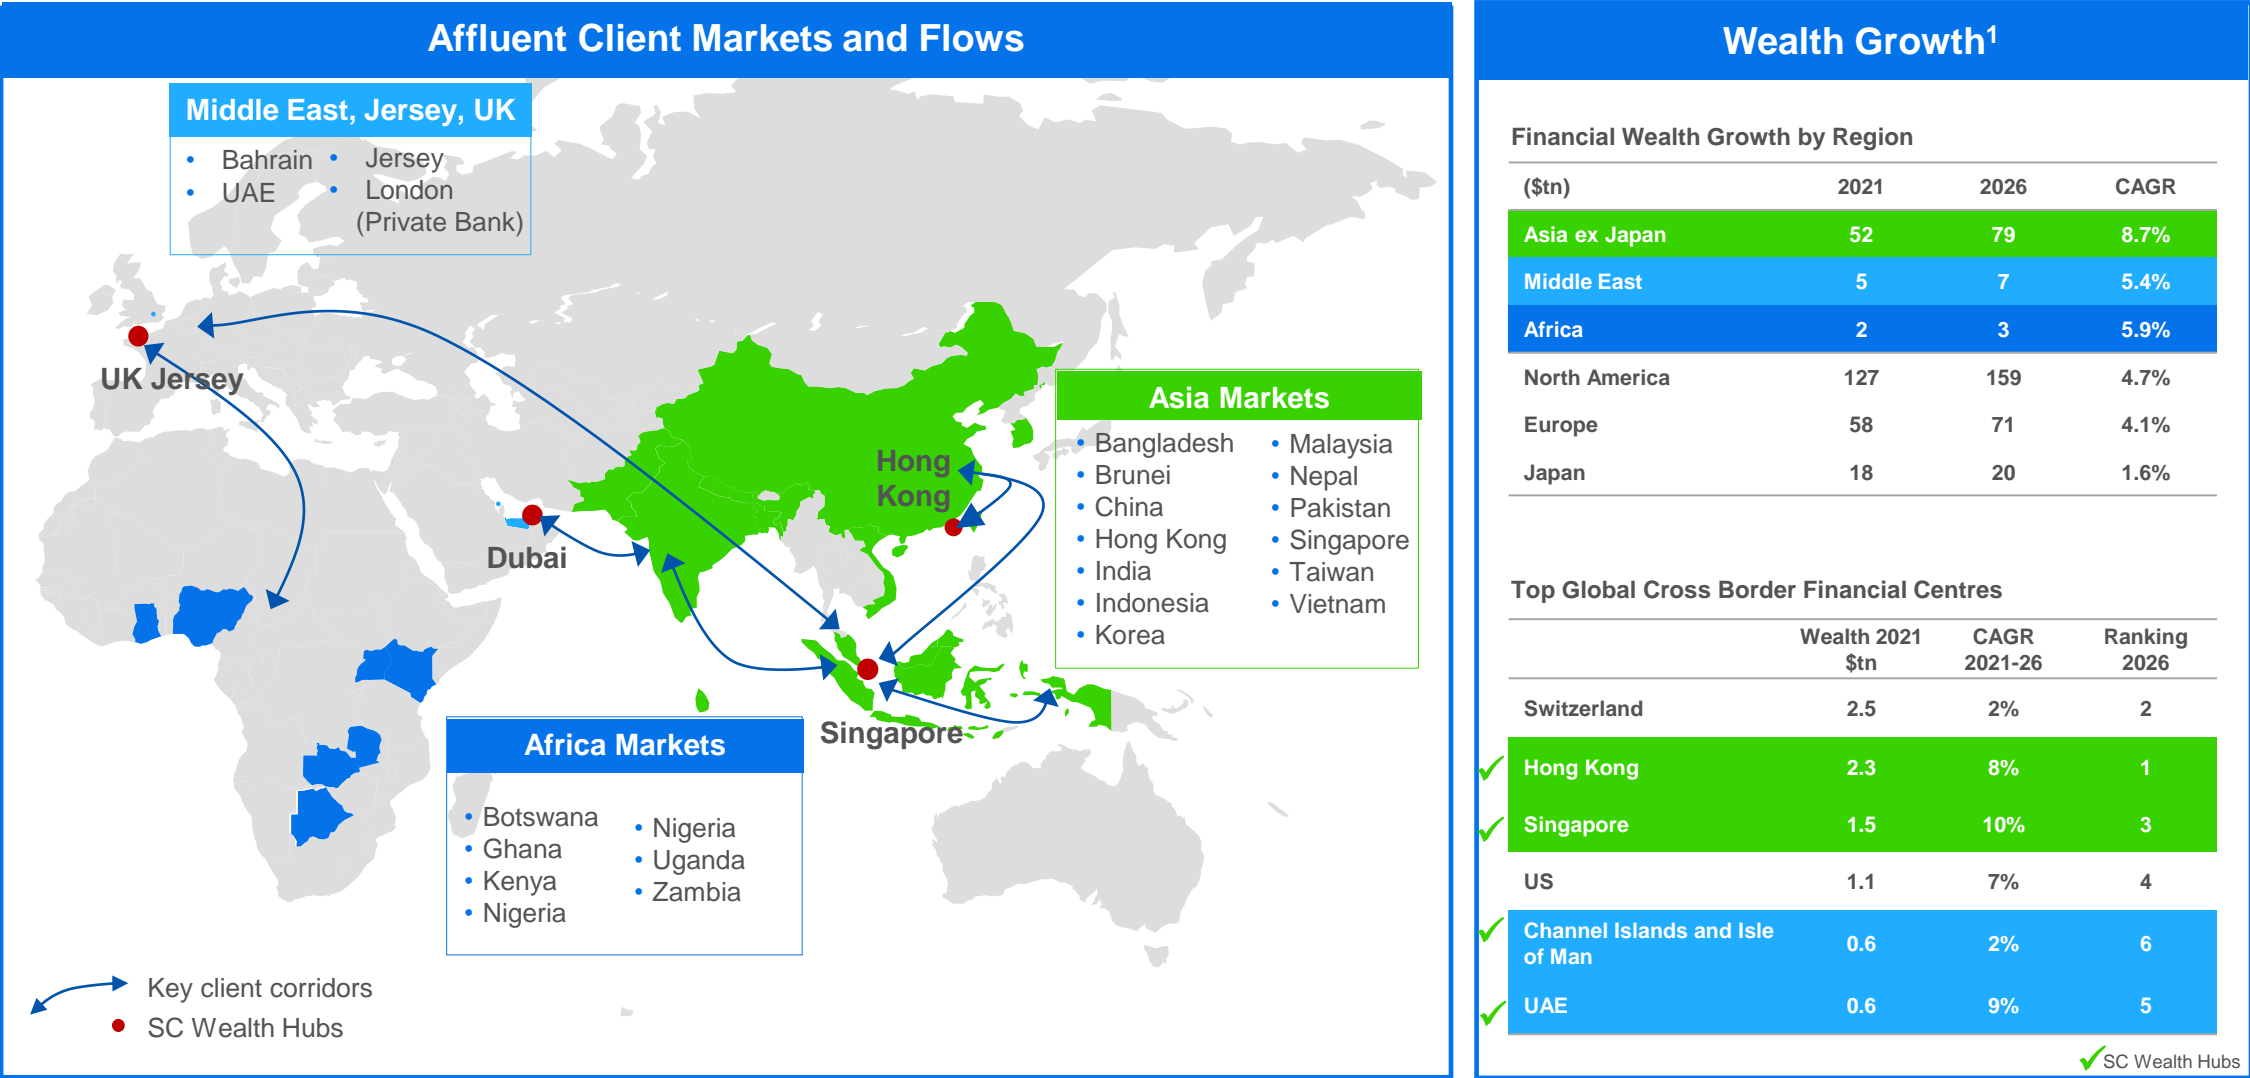 Affluent Client Markets and Flows
Middle East, Jersey, UK
• Bahrain
• UAE
• Jersey
• London
(Private Bank)
UK Jersey
Dubai
Hong
Kong
Singapore
Asia Markets
• Bangladesh
• Brunei
• China
• Hong Kong
• India
• Indonesia
• Korea
• Malaysia
• Nepal
• Pakistan
• Singapore
• Taiwan
• Vietnam
Africa Markets
• Botswana
• Ghana
• Kenya
• Nigeria
• Nigeria
• Uganda
• Zambia
Key client corridors
SC Wealth Hubs
Wealth Growth¹
Financial Wealth Growth by Region
($tn) 2021 2026 CAGR
Asia ex Japan 52 79 8.7%
Middle East 5 7 5.4%
Africa 2 3 5.9%
North America 127 159 4.7%
Europe 58 71 4.1%
Japan 18 20 1.6%
Top Global Cross Border Financial Centres
Wealth 2021 CAGR Ranking
$tn 2021-26 2026
Switzerland 2.5 2% 2
✓ Hong Kong 2.3 8% 1
✓ Singapore 1.5 10% 3
US 1.1 7% 4
✓ Channel Islands and Isle
of Man 0.6 2% 6
✓ UAE 0.6 9% 5
✓ SC Wealth Hubs